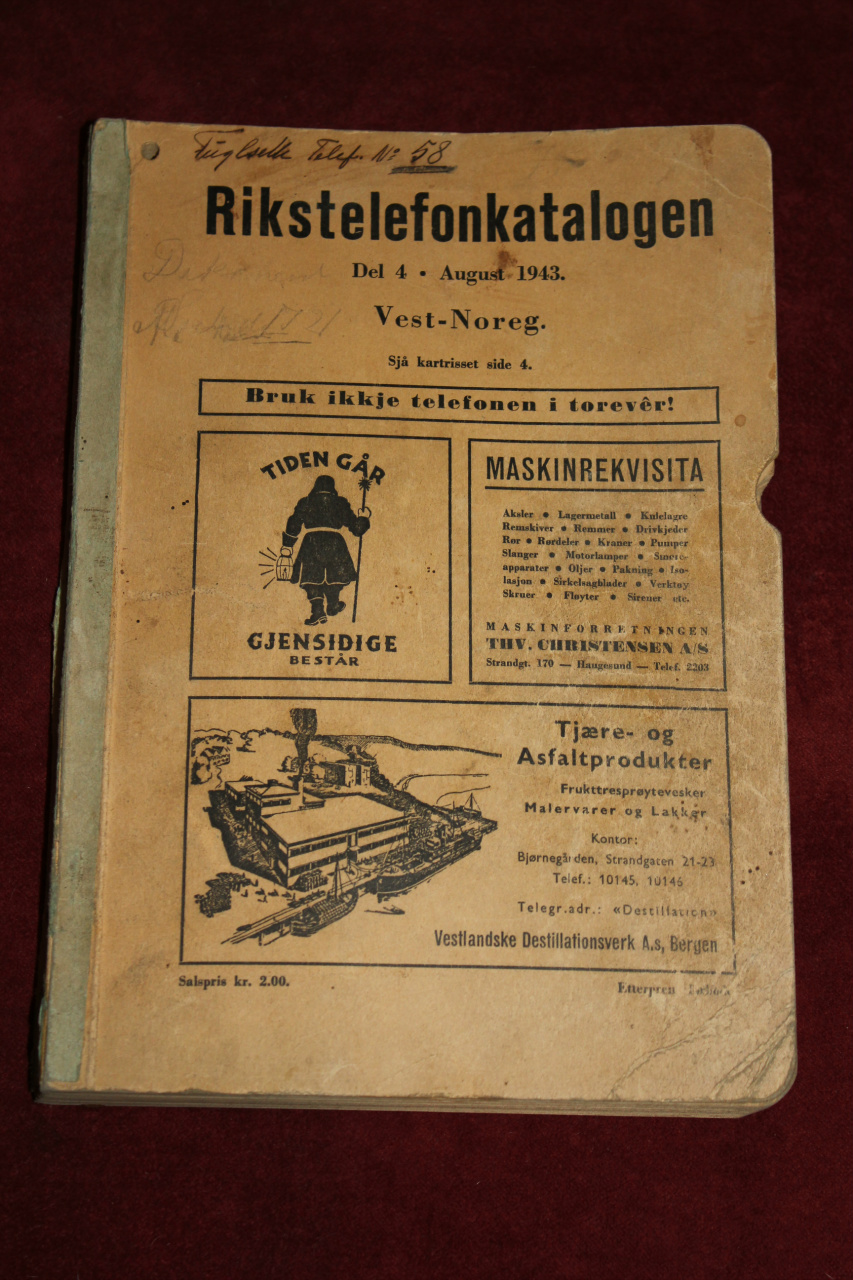 Telef. No 58
Rikstelefonkatalogen
Del 4 • August 1943.
Vest-Noreg.
Sjå kartrisset side 4.
Bruk ikkje telefonen i torevêr!
TIDEN GÅR
GJENSIDIGE
BESTÅR
MASKINREKVISITA
Aksler • Lagermetall • Kulelagre
Remskiver • Remmer • Drivkjeder
Rør • Rørdeler • Kraner • Pumper
Slanger • Motorlamper • Smøre-
apparater • Oljer • Pakning • Iso-
lasjon • Sirkelsagblader • Verktøy
Skruer • Fløyter • Sirener etc.
MASKINFORRETNINGEN
THV. CHRISTENSEN A/S
Strandgt. 170 — Haugesund — Telef. 2203
Tjære- og
Asfaltprodukter
Frukttresprøytevesker
Malervarer og Lakker
Kontor:
Bjørnegården, Strandgaten 21-23
Telef.: 10145, 10146
Telegr.adr.: «Destillation»
Vestlandske Destillationsverk A.s, Bergen
Salspris kr. 2.00.
Etterprent